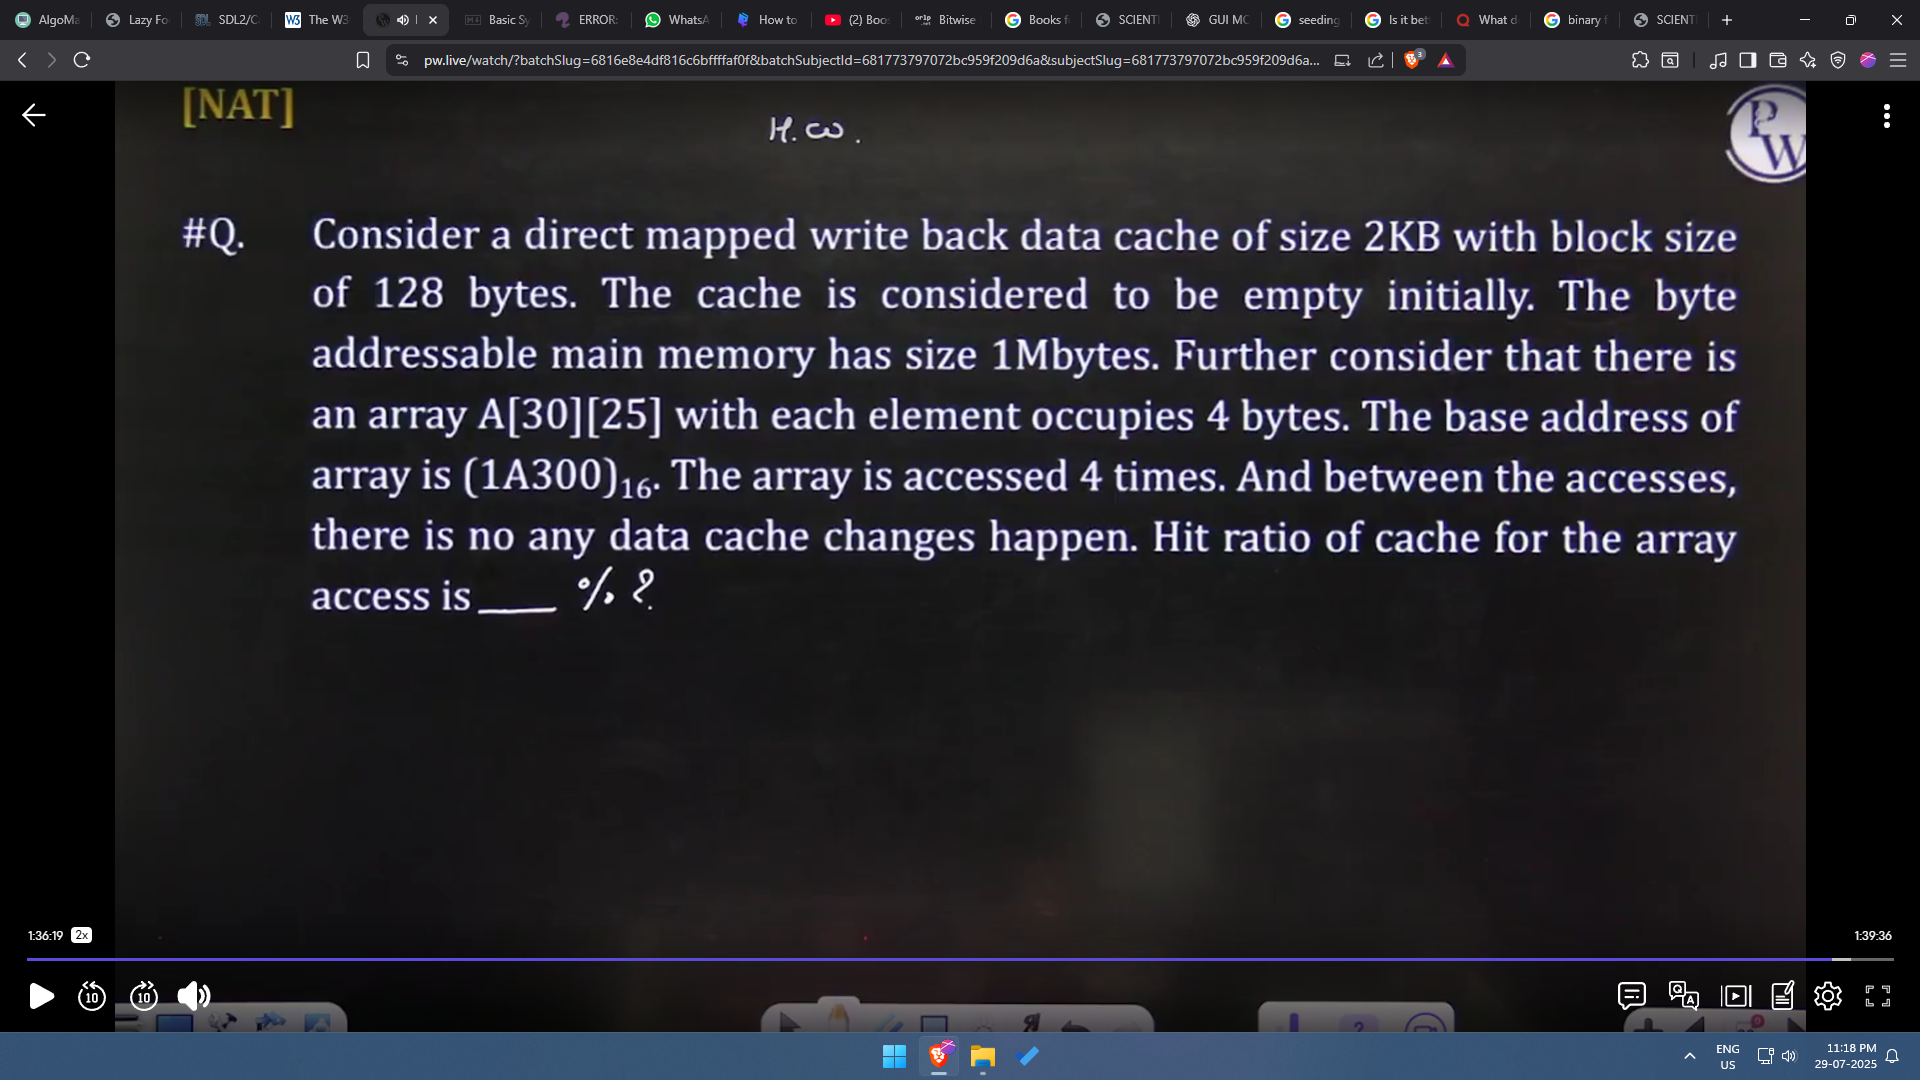 AlgoMa
Lazy Fo
SDL2/C
The W3
Basic Sy
ERROR:
WhatsA
How to
(2) Boo
Bitwise
Books f
SCIENTI
GUI MC
seeding
Is it bet
What d
binary f
SCIENTI
pw.live/watch/?batchSlug=6816e8e4df816c6bffffaf0f&batchSubjectId=681773797072bc959f209d6a&subjectSlug=681773797072bc959f209d6a...
3
[NAT]
H.W.
PW
#Q. Consider a direct mapped write back data cache of size 2KB with block size
of 128 bytes. The cache is considered to be empty initially. The byte
addressable main memory has size 1Mbytes. Further consider that there is
an array A[30][25] with each element occupies 4 bytes. The base address of
array is (1A300)₁₆. The array is accessed 4 times. And between the accesses,
there is no any data cache changes happen. Hit ratio of cache for the array
access is ____ % ?
1:36:19 2x
1:39:36
10
10
ENG
US
11:18 PM
29-07-2025